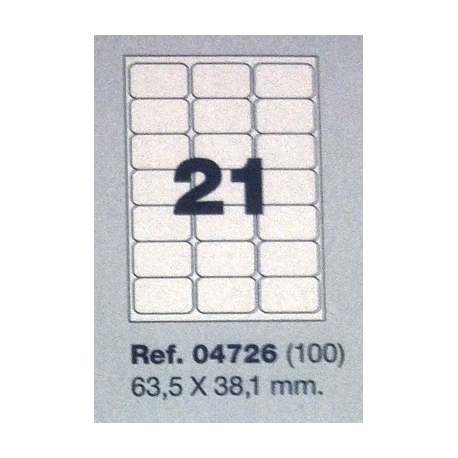 21
Ref. 04726 (100)
63,5 X 38,1 mm.